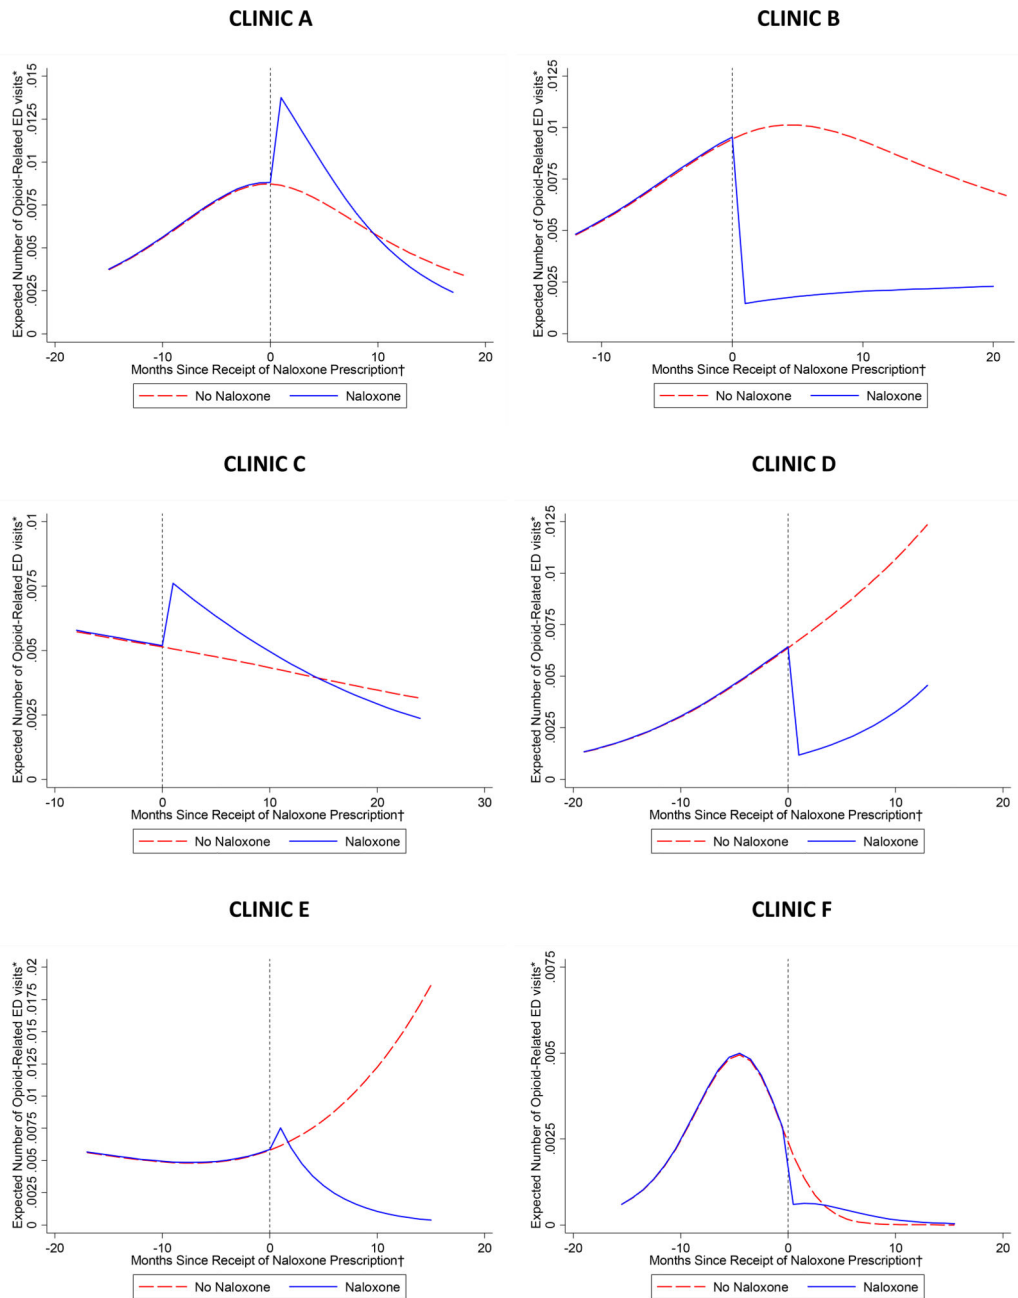 CLINIC A
Expected Number of Opioid-Related ED visits*
0 .0025 .005 .0075 .01 .0125 .015
-20 -10 0 10 20
Months Since Receipt of Naloxone Prescription†
No Naloxone Naloxone
CLINIC B
Expected Number of Opioid-Related ED visits*
0 .0025 .005 .0075 .01 .0125
-10 0 10 20
Months Since Receipt of Naloxone Prescription†
No Naloxone Naloxone
CLINIC C
Expected Number of Opioid-Related ED visits*
0 .0025 .005 .0075 .01
-10 0 10 20 30
Months Since Receipt of Naloxone Prescription†
No Naloxone Naloxone
CLINIC D
Expected Number of Opioid-Related ED visits*
0 .0025 .005 .0075 .01 .0125
-20 -10 0 10 20
Months Since Receipt of Naloxone Prescription†
No Naloxone Naloxone
CLINIC E
Expected Number of Opioid-Related ED visits*
0 .0025 .005 .0075 .01 .0125 .015 .0175 .02
-20 -10 0 10 20
Months Since Receipt of Naloxone Prescription†
No Naloxone Naloxone
CLINIC F
Expected Number of Opioid-Related ED visits*
0 .0025 .005 .0075
-20 -10 0 10 20
Months Since Receipt of Naloxone Prescription†
No Naloxone Naloxone